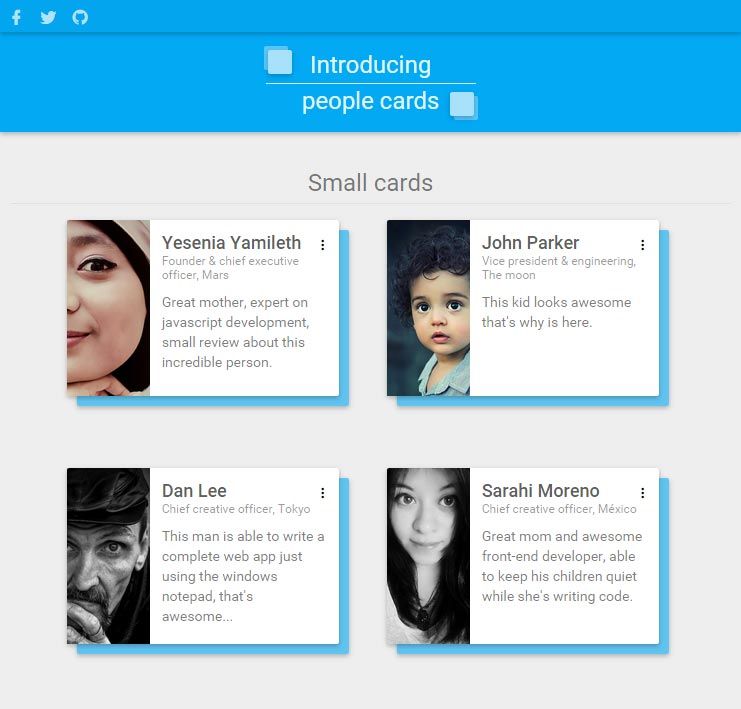 Introducing
people cards
Small cards
Yesenia Yamileth
Founder & chief executive
officer, Mars
Great mother, expert on
javascript development,
small review about this
incredible person.
John Parker
Vice president & engineering,
The moon
This kid looks awesome
that's why is here.
Dan Lee
Chief creative officer, Tokyo
This man is able to write a
complete web app just
using the windows
notepad, that's
awesome...
Sarahi Moreno
Chief creative officer, México
Great mom and awesome
front-end developer, able
to keep his children quiet
while she's writing code.